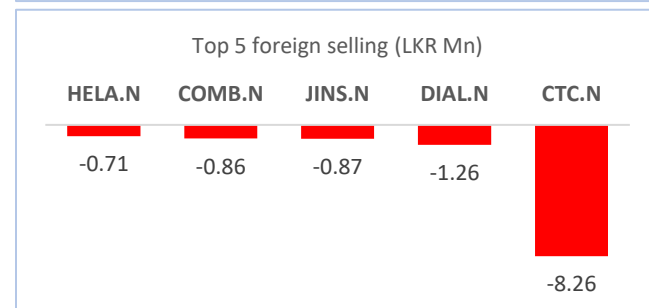 Top 5 foreign selling (LKR Mn)
HELA.N COMB.N JINS.N DIAL.N CTC.N
-0.71 -0.86 -0.87 -1.26
-8.26